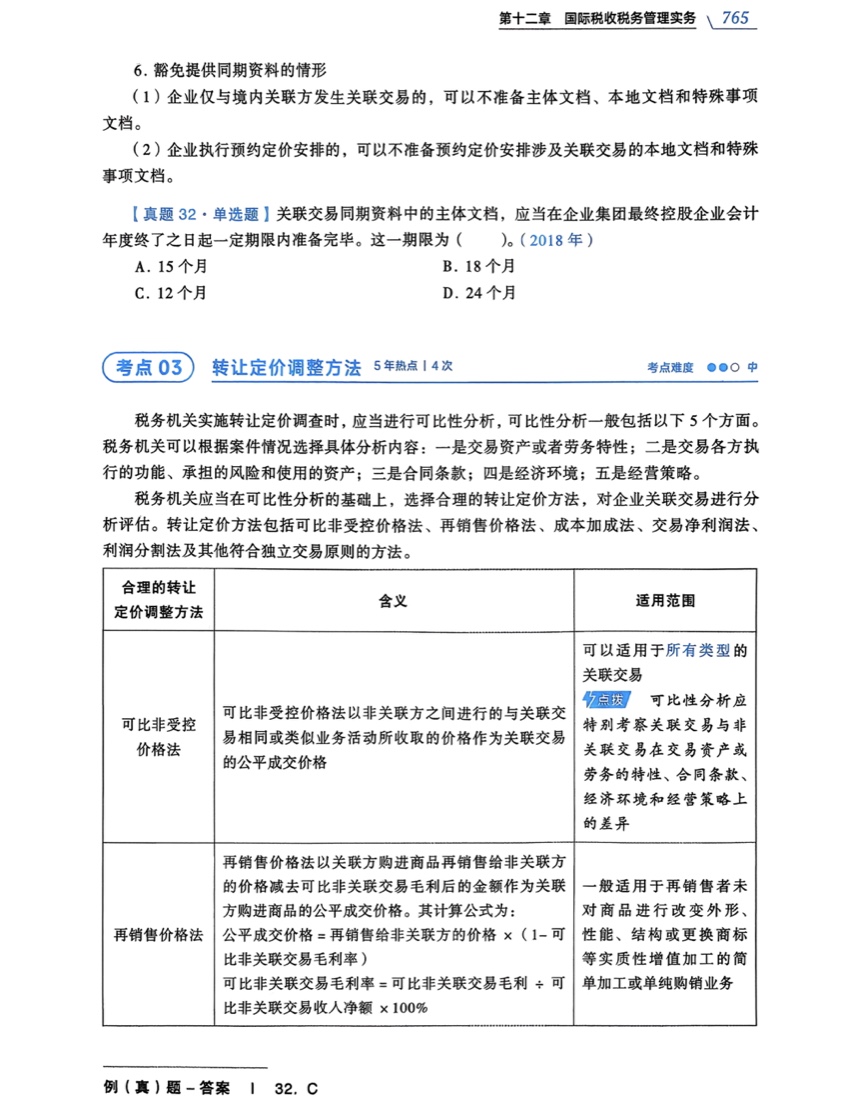 第十二章 国际税收税务管理实务 765
6. 豁免提供同期资料的情形
（1）企业仅与境内关联方发生关联交易的，可以不准备主体文档、本地文档和特殊事项
文档。
（2）企业执行预约定价安排的，可以不准备预约定价安排涉及关联交易的本地文档和特殊
事项文档。
【真题 32·单选题】关联交易同期资料中的主体文档，应当在企业集团最终控股企业会计
年度终了之日起一定期限内准备完毕。这一期限为（ ）。（2018 年）
A. 15 个月 B. 18 个月
C. 12 个月 D. 24 个月
考点 03 转让定价调整方法 5 年热点 | 4 次 考点难度 中
税务机关实施转让定价调查时，应当进行可比性分析，可比性分析一般包括以下 5 个方面。
税务机关可以根据案件情况选择具体分析内容：一是交易资产或者劳务特性；二是交易各方执
行的功能、承担的风险和使用的资产；三是合同条款；四是经济环境；五是经营策略。
税务机关应当在可比性分析的基础上，选择合理的转让定价方法，对企业关联交易进行分
析评估。转让定价方法包括可比非受控价格法、再销售价格法、成本加成法、交易净利润法、
利润分割法及其他符合独立交易原则的方法。
合理的转让
定价调整方法
含义
适用范围
可比非受控
价格法
可比非受控价格法以非关联方之间进行的与关联交
易相同或类似业务活动所收取的价格作为关联交易
的公平成交价格
可以适用于所有类型的
关联交易
点拨 可比性分析应
特别考察关联交易与非
关联交易在交易资产或
劳务的特性、合同条款、
经济环境和经营策略上
的差异
再销售价格法
再销售价格法以关联方购进商品再销售给非关联方
的价格减去可比非关联交易毛利后的金额作为关联
方购进商品的公平成交价格。其计算公式为：
公平成交价格 = 再销售给非关联方的价格 ×（1- 可
比非关联交易毛利率）
可比非关联交易毛利率 = 可比非关联交易毛利 ÷ 可
比非关联交易收入净额 ×100%
一般适用于再销售者未
对商品进行改变外形、
性能、结构或更换商标
等实质性增值加工的简
单加工或单纯购销业务
例（真）题 – 答案 | 32. C